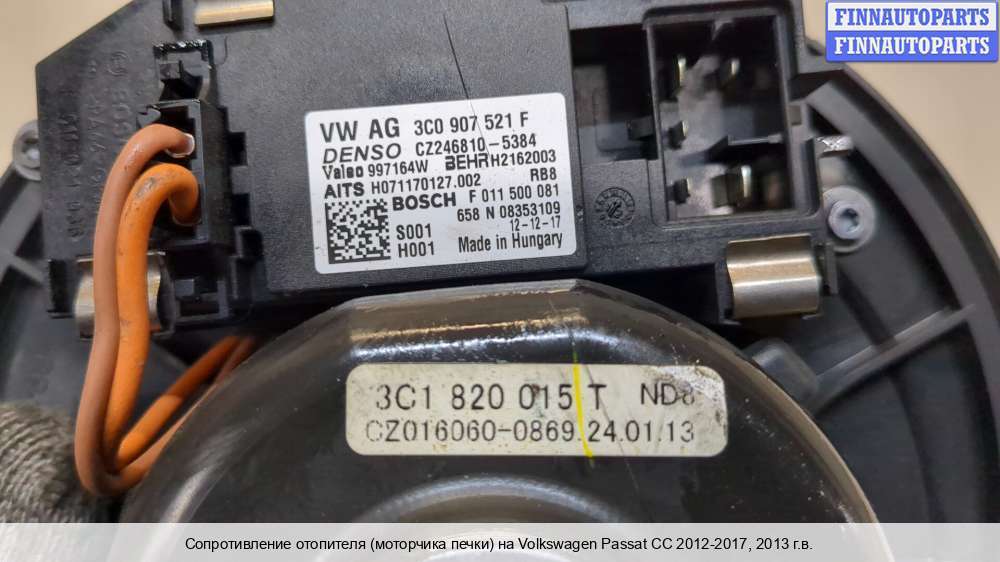 FINNAUTOPARTS
FINNAUTOPARTS
VW AG 3C0 907 521 F
DENSO CZ246810-5384
Valeo 997164W BEHR H2162003
AITS H071170127.002 RB8
BOSCH F 011 500 081
658 N 08353109
S001 12-12-17
H001 Made in Hungary
3C1 820 015 T ND8
CZ016060-0869 24.01.13
Сопротивление отопителя (моторчика печки) на Volkswagen Passat CC 2012-2017, 2013 г.в.